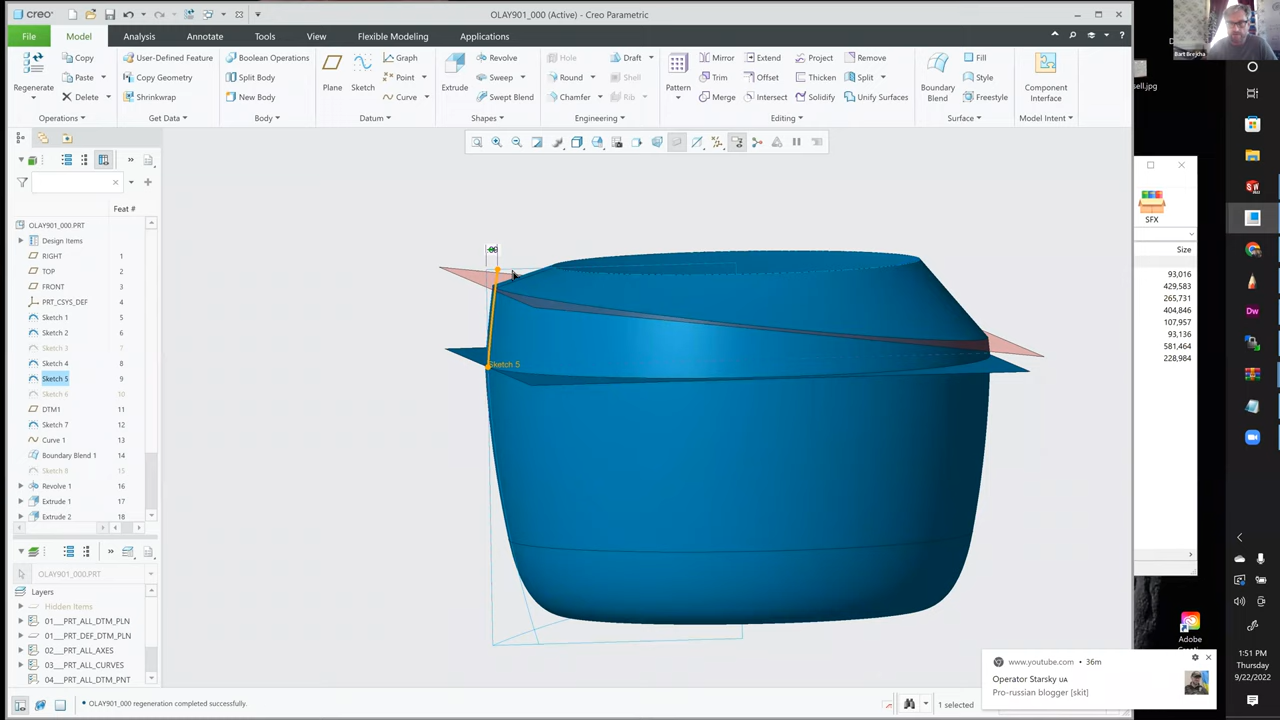 creo
OLAY901_000 (Active) - Creo Parametric
File
Model
Analysis
Annotate
Tools
View
Flexible Modeling
Applications
Regenerate
Copy
Paste
Delete
Operations
User-Defined Feature
Copy Geometry
Shrinkwrap
Get Data
Boolean Operations
Split Body
New Body
Body
Plane
Sketch
Graph
Point
Curve
Datum
Extrude
Revolve
Sweep
Swept Blend
Shapes
Hole
Round
Chamfer
Draft
Shell
Rib
Engineering
Pattern
Mirror
Trim
Merge
Extend
Offset
Intersect
Project
Thicken
Solidify
Remove
Split
Unify Surfaces
Editing
Boundary
Blend
Fill
Style
Freestyle
Surface
Component
Interface
Model Intent
Feat #
OLAY901_000.PRT
Design Items
RIGHT 1
TOP 2
FRONT 3
PRT_CSYS_DEF 4
Sketch 1 5
Sketch 2 6
Sketch 3 7
Sketch 4 8
Sketch 5 9
Sketch 6 10
DTM1 11
Sketch 7 12
Curve 1 13
Boundary Blend 1 14
Sketch 8 15
Revolve 1 16
Extrude 1 17
Extrude 2 18
OLAY901_000.PRT
Layers
Hidden Items
01__PRT_ALL_DTM_PLN
01__PRT_DEF_DTM_PLN
02__PRT_ALL_AXES
03__PRT_ALL_CURVES
04__PRT_ALL_DTM_PNT
Sketch 5
• OLAY901_000 regeneration completed successfully.
1 selected
Bart Brejcha
sell.jpg
SFX
Size
93,016
429,583
265,731
404,846
107,957
93,136
581,464
228,984
Adobe
www.youtube.com • 36m
Operator Starsky UA
Pro-russian blogger [skit]
1:51 PM
Thursday
9/22/2022